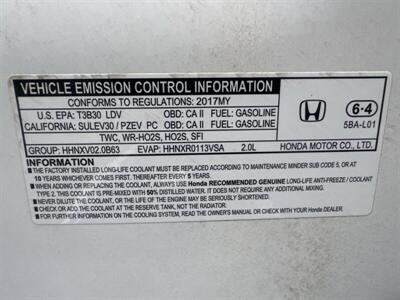 VEHICLE EMISSION CONTROL INFORMATION
CONFORMS TO REGULATIONS: 2017MY
U.S. EPA: T3B30 LDV OBD: CA II FUEL: GASOLINE
CALIFORNIA: SULEV30 / PZEV PC OBD: CA II FUEL: GASOLINE
TWC, WR-HO2S, HO2S, SFI
6-4
5BA-L01
GROUP: HHNXV02.0B63 EVAP: HHNXR0113VSA 2.0L HONDA MOTOR CO., LTD.
INFORMATION
■ THE FACTORY INSTALLED LONG-LIFE COOLANT MUST BE REPLACED ACCORDING TO MAINTENANCE MINDER SUB CODE 5, OR AT
10 YEARS WHICHEVER COMES FIRST. THEREAFTER EVERY 5 YEARS.
■ WHEN ADDING OR REPLACING THE COOLANT, ALWAYS USE Honda RECOMMENDED GENUINE LONG-LIFE ANTI-FREEZE / COOLANT
TYPE 2. THIS COOLANT IS PRE-MIXED WITH 50% DISTILLED WATER. IT DOES NOT REQUIRE ANY ADDITIONAL MIXING.
■ NEVER DILUTE THE COOLANT, OR THE LIFE OF THE ENGINE MAY BE SERIOUSLY SHORTENED.
■ CHECK AND ADD COOLANT AT THE RESERVE TANK, NOT THE RADIATOR.
■ FOR FURTHER INFORMATION ON THE COOLING SYSTEM, READ THE OWNER'S MANUAL OR ASK YOUR Honda DEALER.